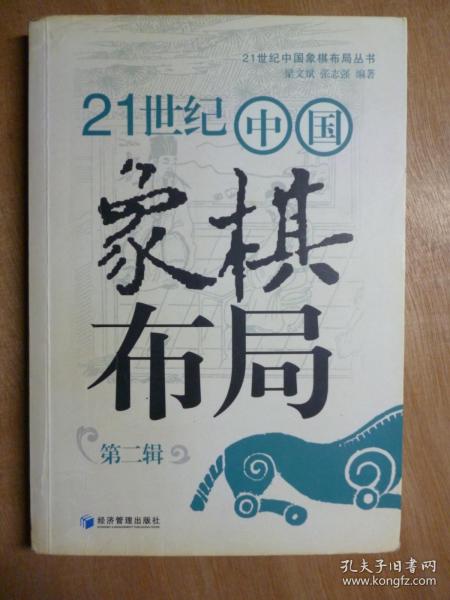 21世纪中国象棋布局丛书
梁文斌 张志强 编著
21世纪中国
象棋
布局
第二辑
经济管理出版社
孔夫子旧书网
www.kongfz.com